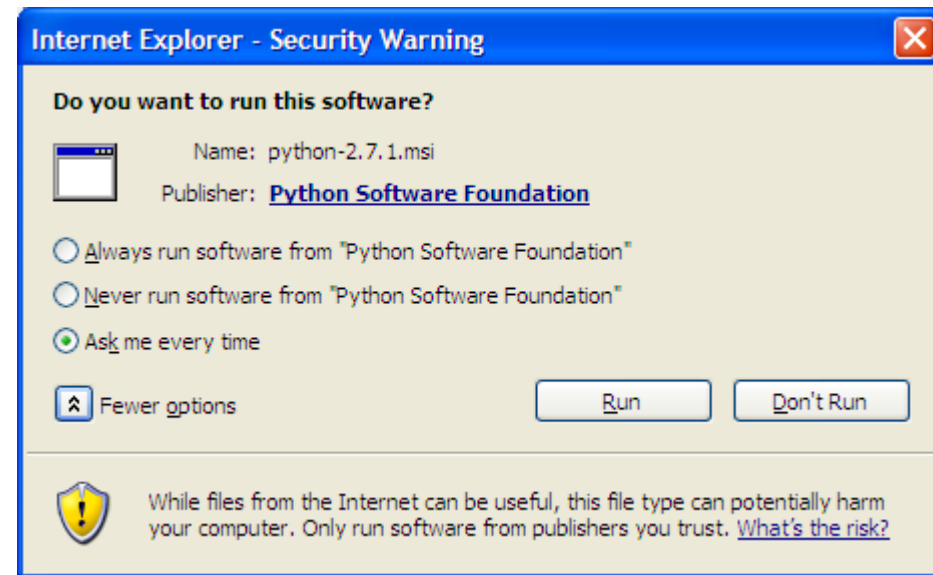 Internet Explorer - Security Warning
Do you want to run this software?
Name: python-2.7.1.msi
Publisher: Python Software Foundation
Always run software from "Python Software Foundation"
Never run software from "Python Software Foundation"
Ask me every time
Fewer options
Run
Don't Run
While files from the Internet can be useful, this file type can potentially harm
your computer. Only run software from publishers you trust. What's the risk?